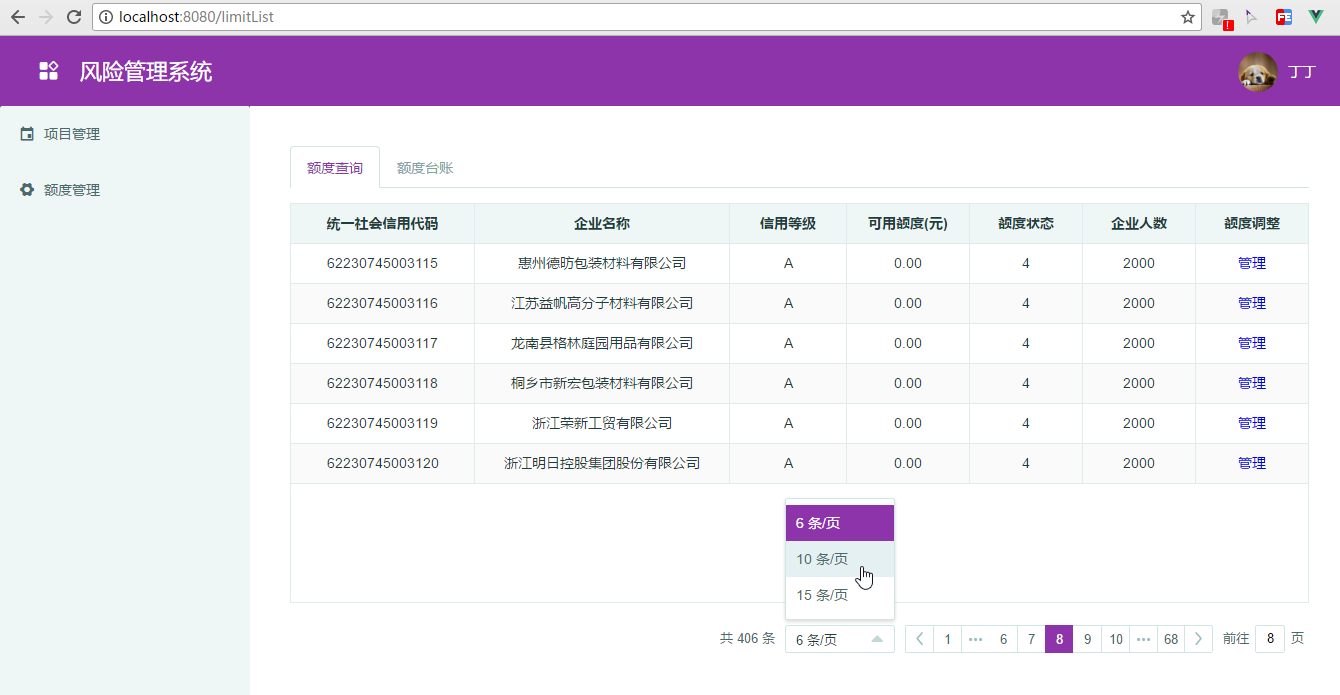 localhost:8080/limitList
风险管理系统 丁丁
项目管理
额度管理
额度查询 额度台账
统一社会信用代码 企业名称 信用等级 可用额度(元) 额度状态 企业人数 额度调整
62230745003115 惠州德昉包装材料有限公司 A 0.00 4 2000 管理
62230745003116 江苏益帆高分子材料有限公司 A 0.00 4 2000 管理
62230745003117 龙南县格林庭园用品有限公司 A 0.00 4 2000 管理
62230745003118 桐乡市新宏包装材料有限公司 A 0.00 4 2000 管理
62230745003119 浙江荣新工贸有限公司 A 0.00 4 2000 管理
62230745003120 浙江明日控股集团股份有限公司 A 0.00 4 2000 管理
6 条/页
10 条/页
15 条/页
共 406 条 6 条/页 1 ••• 6 7 8 9 10 ••• 68 前往 8 页